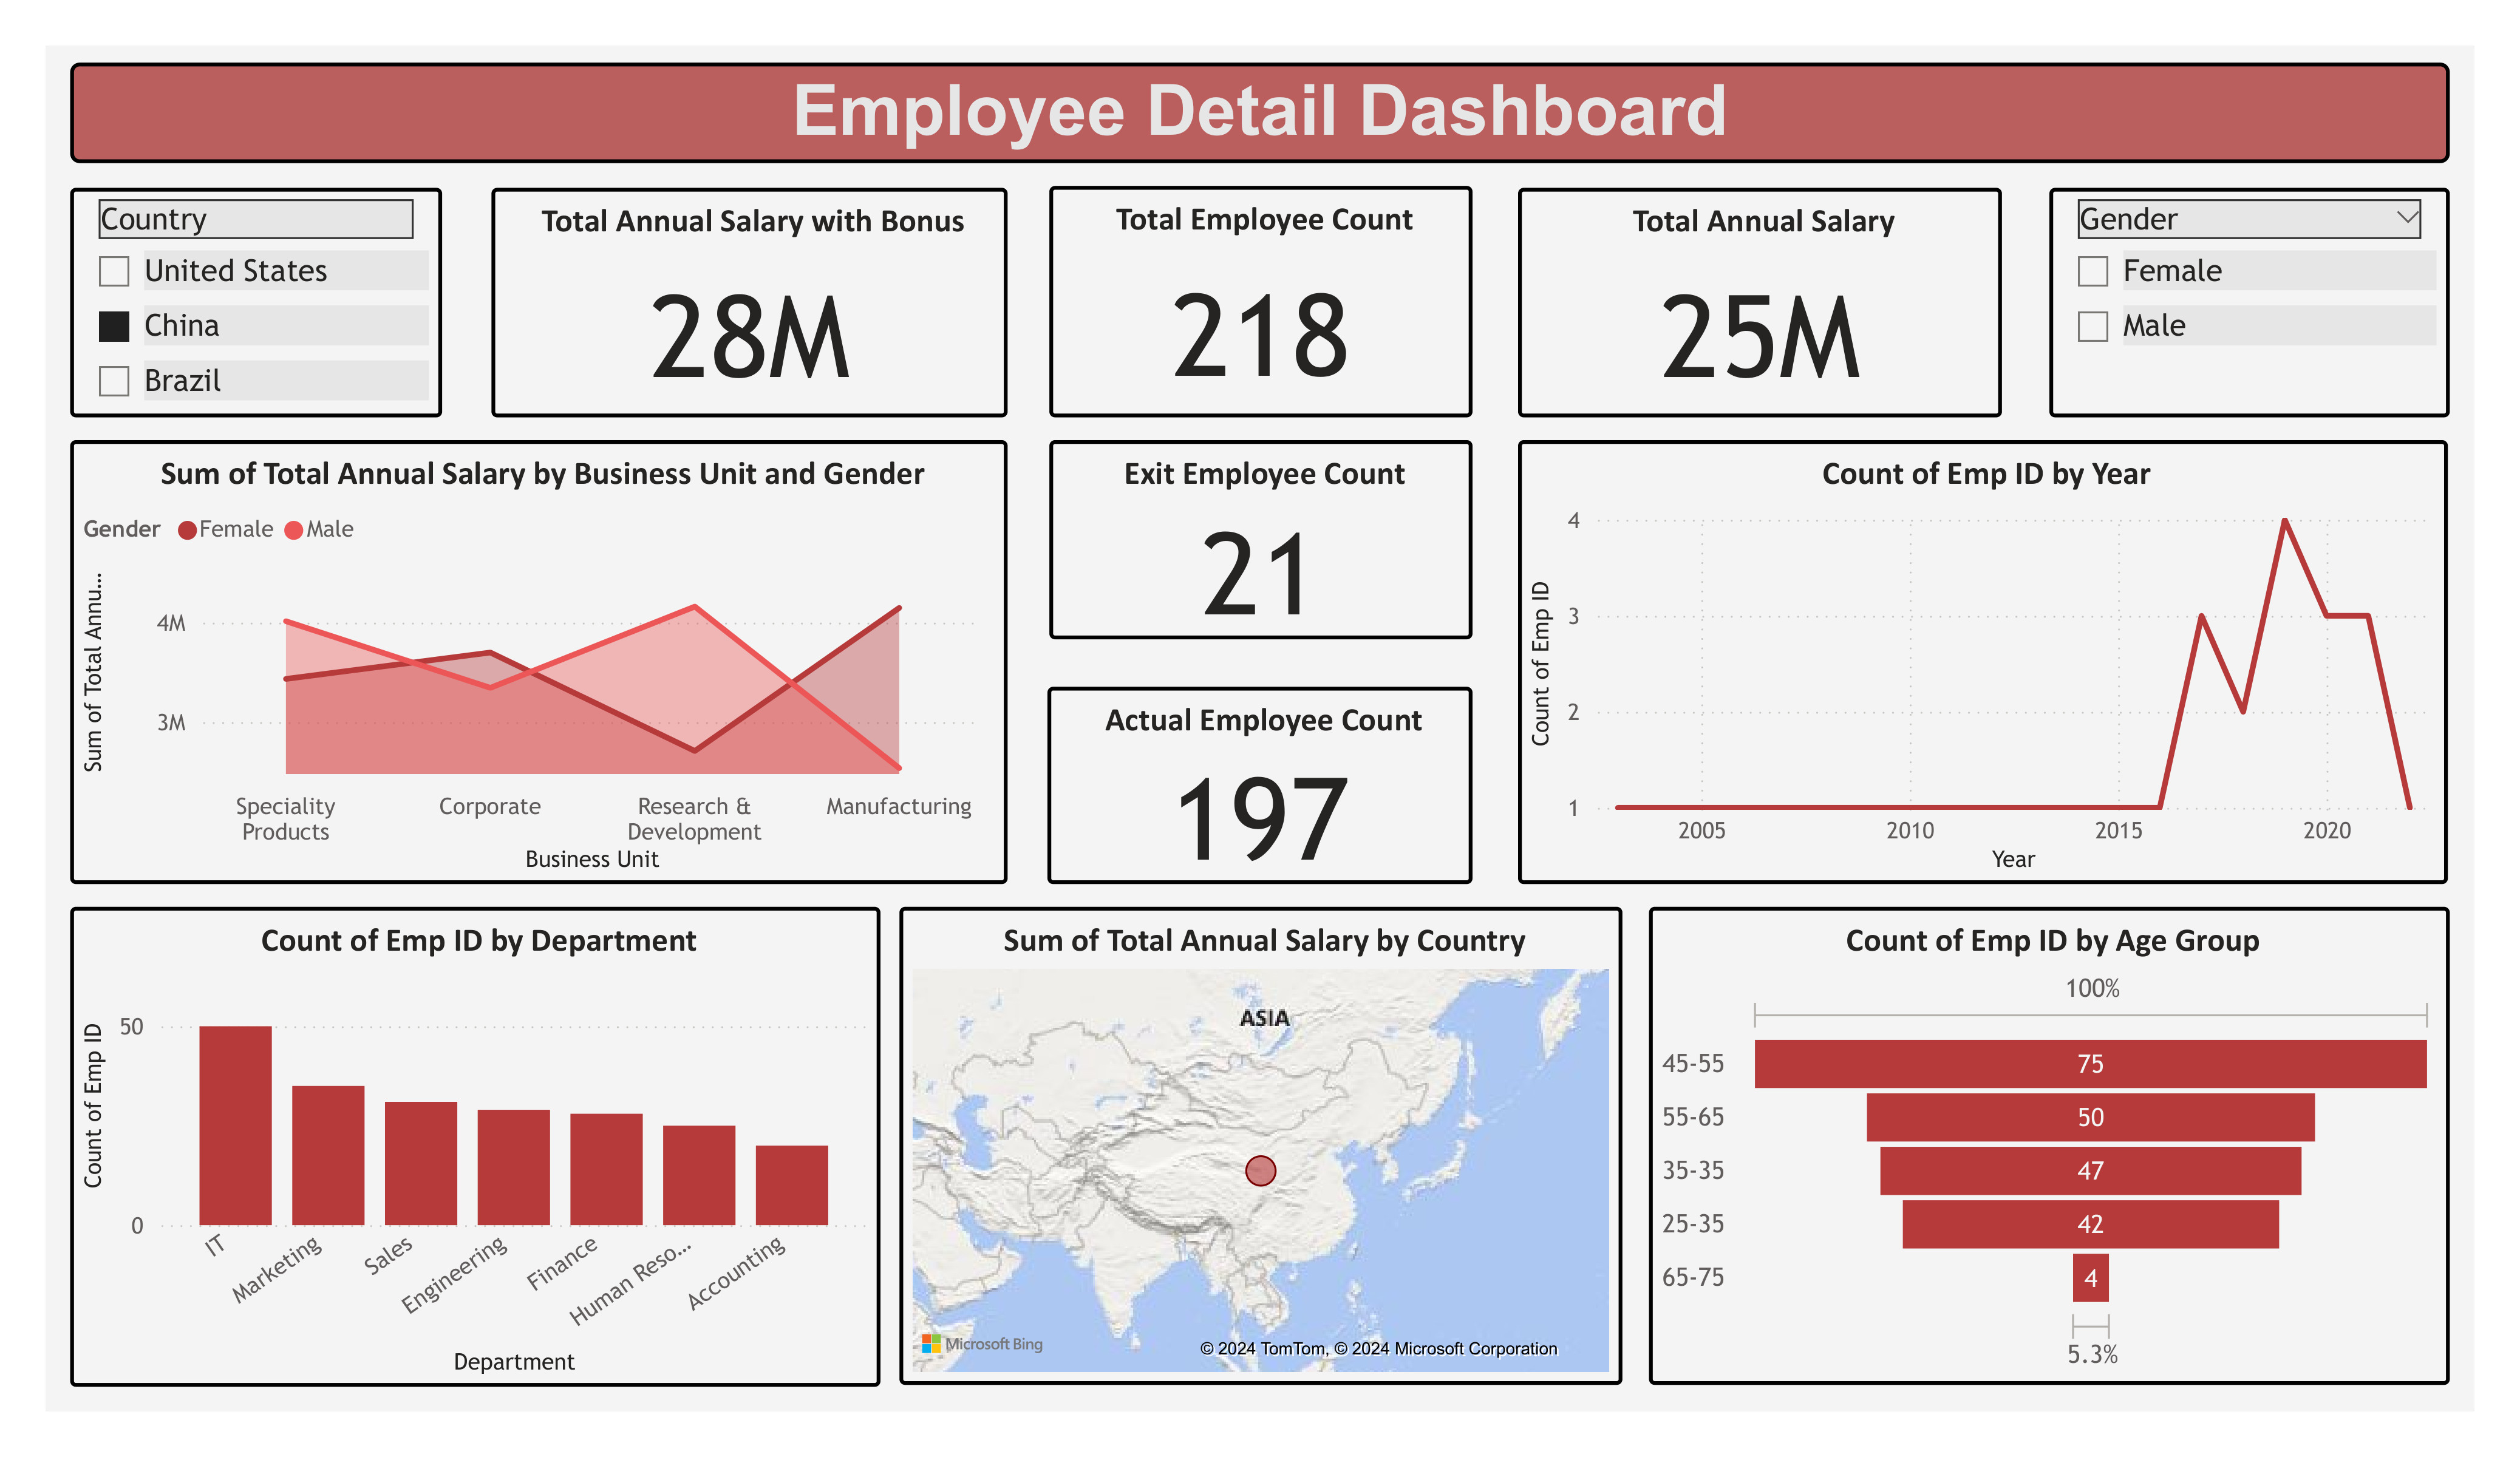 Employee Detail Dashboard
Country
United States
China
Brazil
Total Annual Salary with Bonus
28M
Total Employee Count
218
Total Annual Salary
25M
Gender
Female
Male
Sum of Total Annual Salary by Business Unit and Gender
Gender Female Male
Sum of Total Annu...
4M
3M
Speciality
Products
Corporate
Research &
Development
Manufacturing
Business Unit
Exit Employee Count
21
Actual Employee Count
197
Count of Emp ID by Year
Count of Emp ID
4
3
2
1
2005 2010 2015 2020
Year
Count of Emp ID by Department
Count of Emp ID
50
0
IT
Marketing
Sales
Engineering
Finance
Human Reso...
Accounting
Department
Sum of Total Annual Salary by Country
ASIA
Microsoft Bing
© 2024 TomTom, © 2024 Microsoft Corporation
Count of Emp ID by Age Group
100%
45-55 75
55-65 50
35-35 47
25-35 42
65-75 4
5.3%